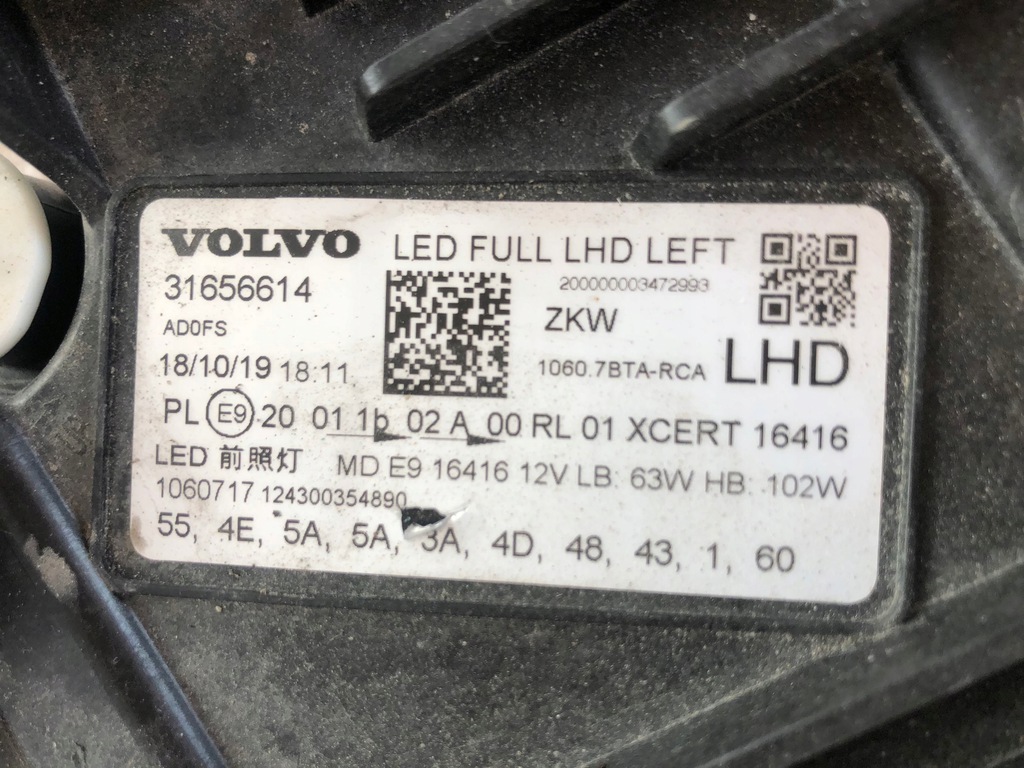 VOLVO LED FULL LHD LEFT
31656614 200000003472993
AD0FS ZKW
18/10/19 18:11 1060.7BTA-RCA LHD
PL E9 20 01 1b 02 A 00 RL 01 XCERT 16416
LED 前照灯 MD E9 16416 12V LB: 63W HB: 102W
1060717 124300354890
55, 4E, 5A, 5A, 3A, 4D, 48, 43, 1, 60